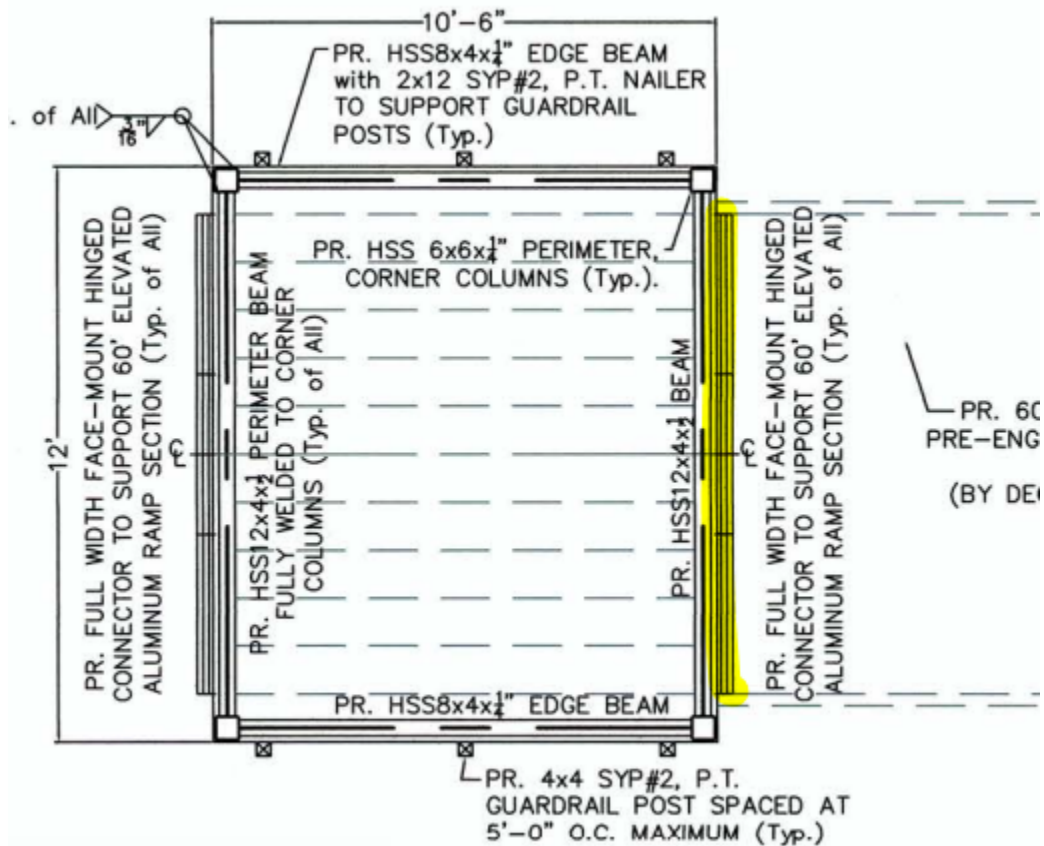 10'-6"
PR. HSS8x4x1/4" EDGE BEAM
with 2x12 SYP#2, P.T. NAILER
TO SUPPORT GUARDRAIL
POSTS (Typ.)
. of All
3/16"
12'
PR. FULL WIDTH FACE-MOUNT HINGED
CONNECTOR TO SUPPORT 60' ELEVATED
ALUMINUM RAMP SECTION (Typ. of All)
℄
PR. HSS12x4x1/2 PERIMETER BEAM
FULLY WELDED TO CORNER
COLUMNS (Typ. of All)
PR. HSS 6x6x1/4" PERIMETER,
CORNER COLUMNS (Typ.).
PR. HSS12x4x1/2 BEAM
℄
PR. FULL WIDTH FACE-MOUNT HINGED
CONNECTOR TO SUPPORT 60' ELEVATED
ALUMINUM RAMP SECTION (Typ. of All)
PR. 60
PRE-ENG
(BY DE
PR. HSS8x4x1/4" EDGE BEAM
PR. 4x4 SYP#2, P.T.
GUARDRAIL POST SPACED AT
5'-0" O.C. MAXIMUM (Typ.)